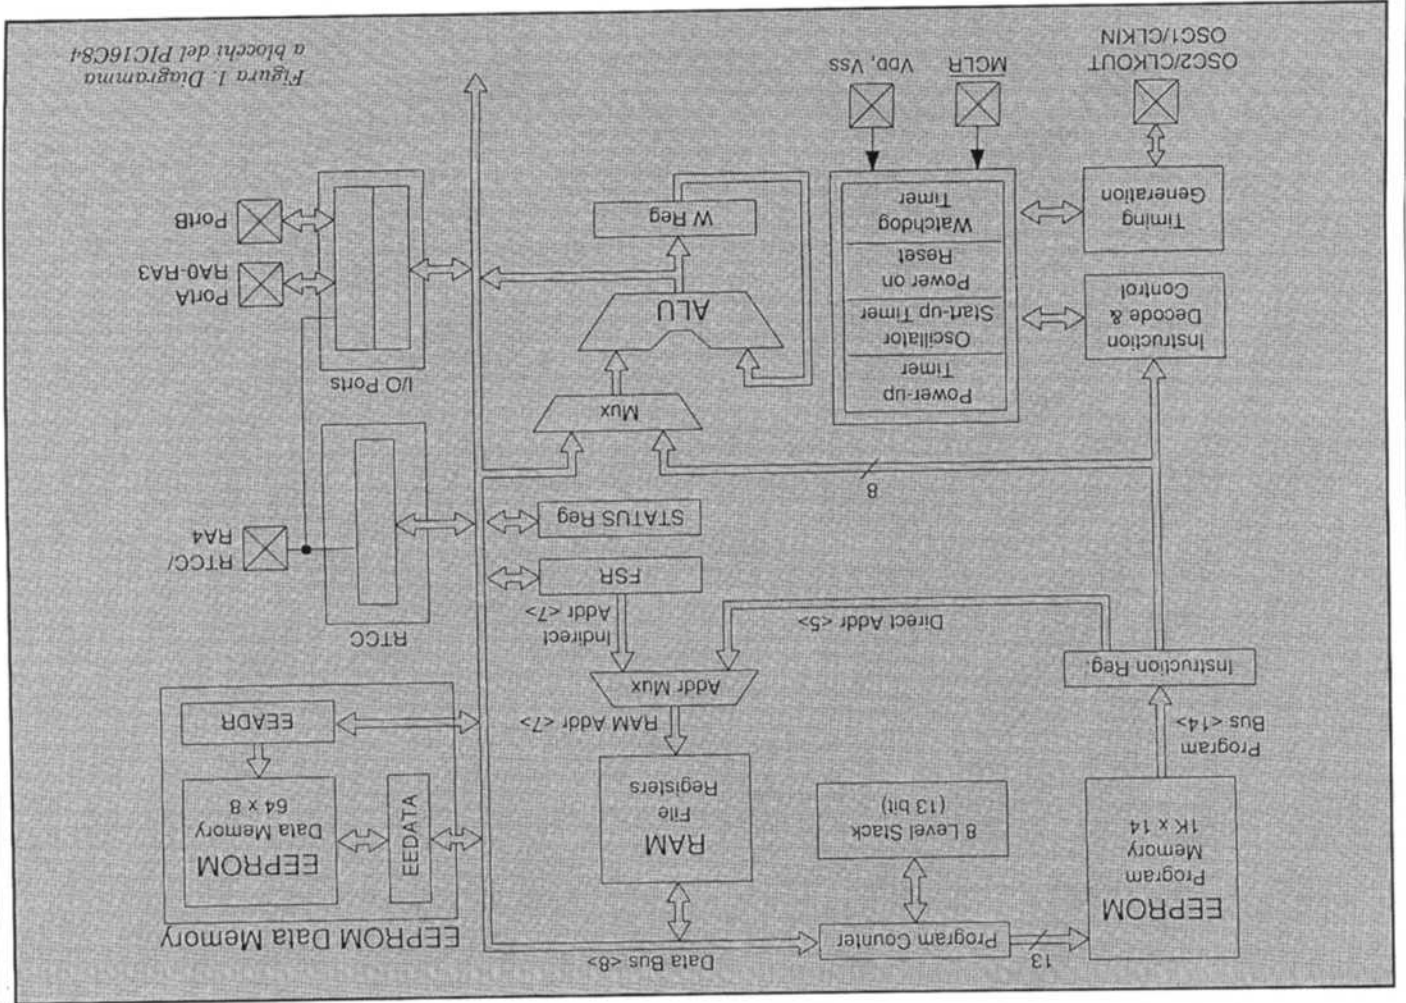 EEPROM
Program
Memory
1K x 14
13
Program Counter
Data Bus <8>
8 Level Stack
(13 bit)
RAM
File
Registers
EEPROM Data Memory
EEDATA
EEPROM
Data Memory
64 x 8
EEADR
Program
Bus <14>
RAM Addr <7>
Addr Mux
Instruction Reg.
Direct Addr <5>
Indirect
Addr <7>
FSR
STATUS Reg
RTCC
RTCC/
RA4
8
Mux
Power-up
Timer
Oscillator
Start-up Timer
Power on
Reset
Watchdog
Timer
Instruction
Decode &
Control
Timing
Generation
ALU
W Reg
I/O Ports
PortA
RA0-RA3
PortB
OSC2/CLKOUT
OSC1/CLKIN
MCLR
VDD, VSS
Figura 1. Diagramma
a blocchi del PIC16C84